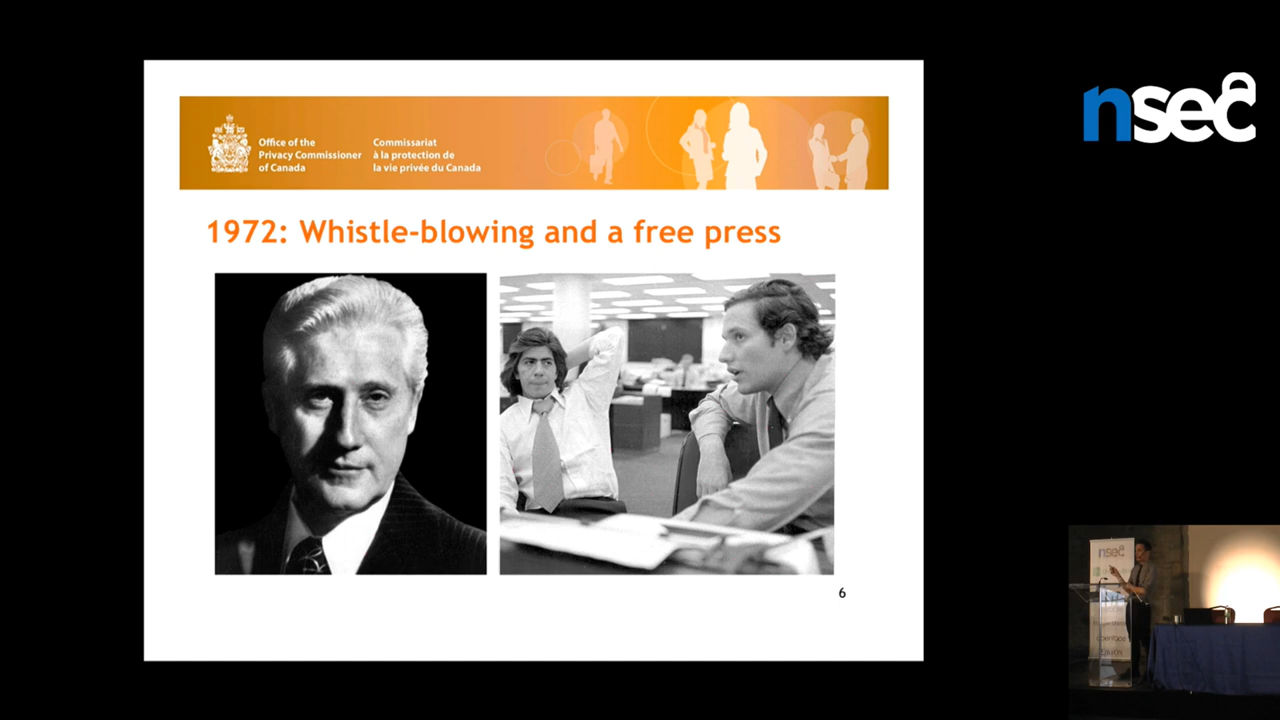 nsec
Office of the
Privacy Commissioner
of Canada
Commissariat
à la protection de
la vie privée du Canada
1972: Whistle-blowing and a free press
6
nsec